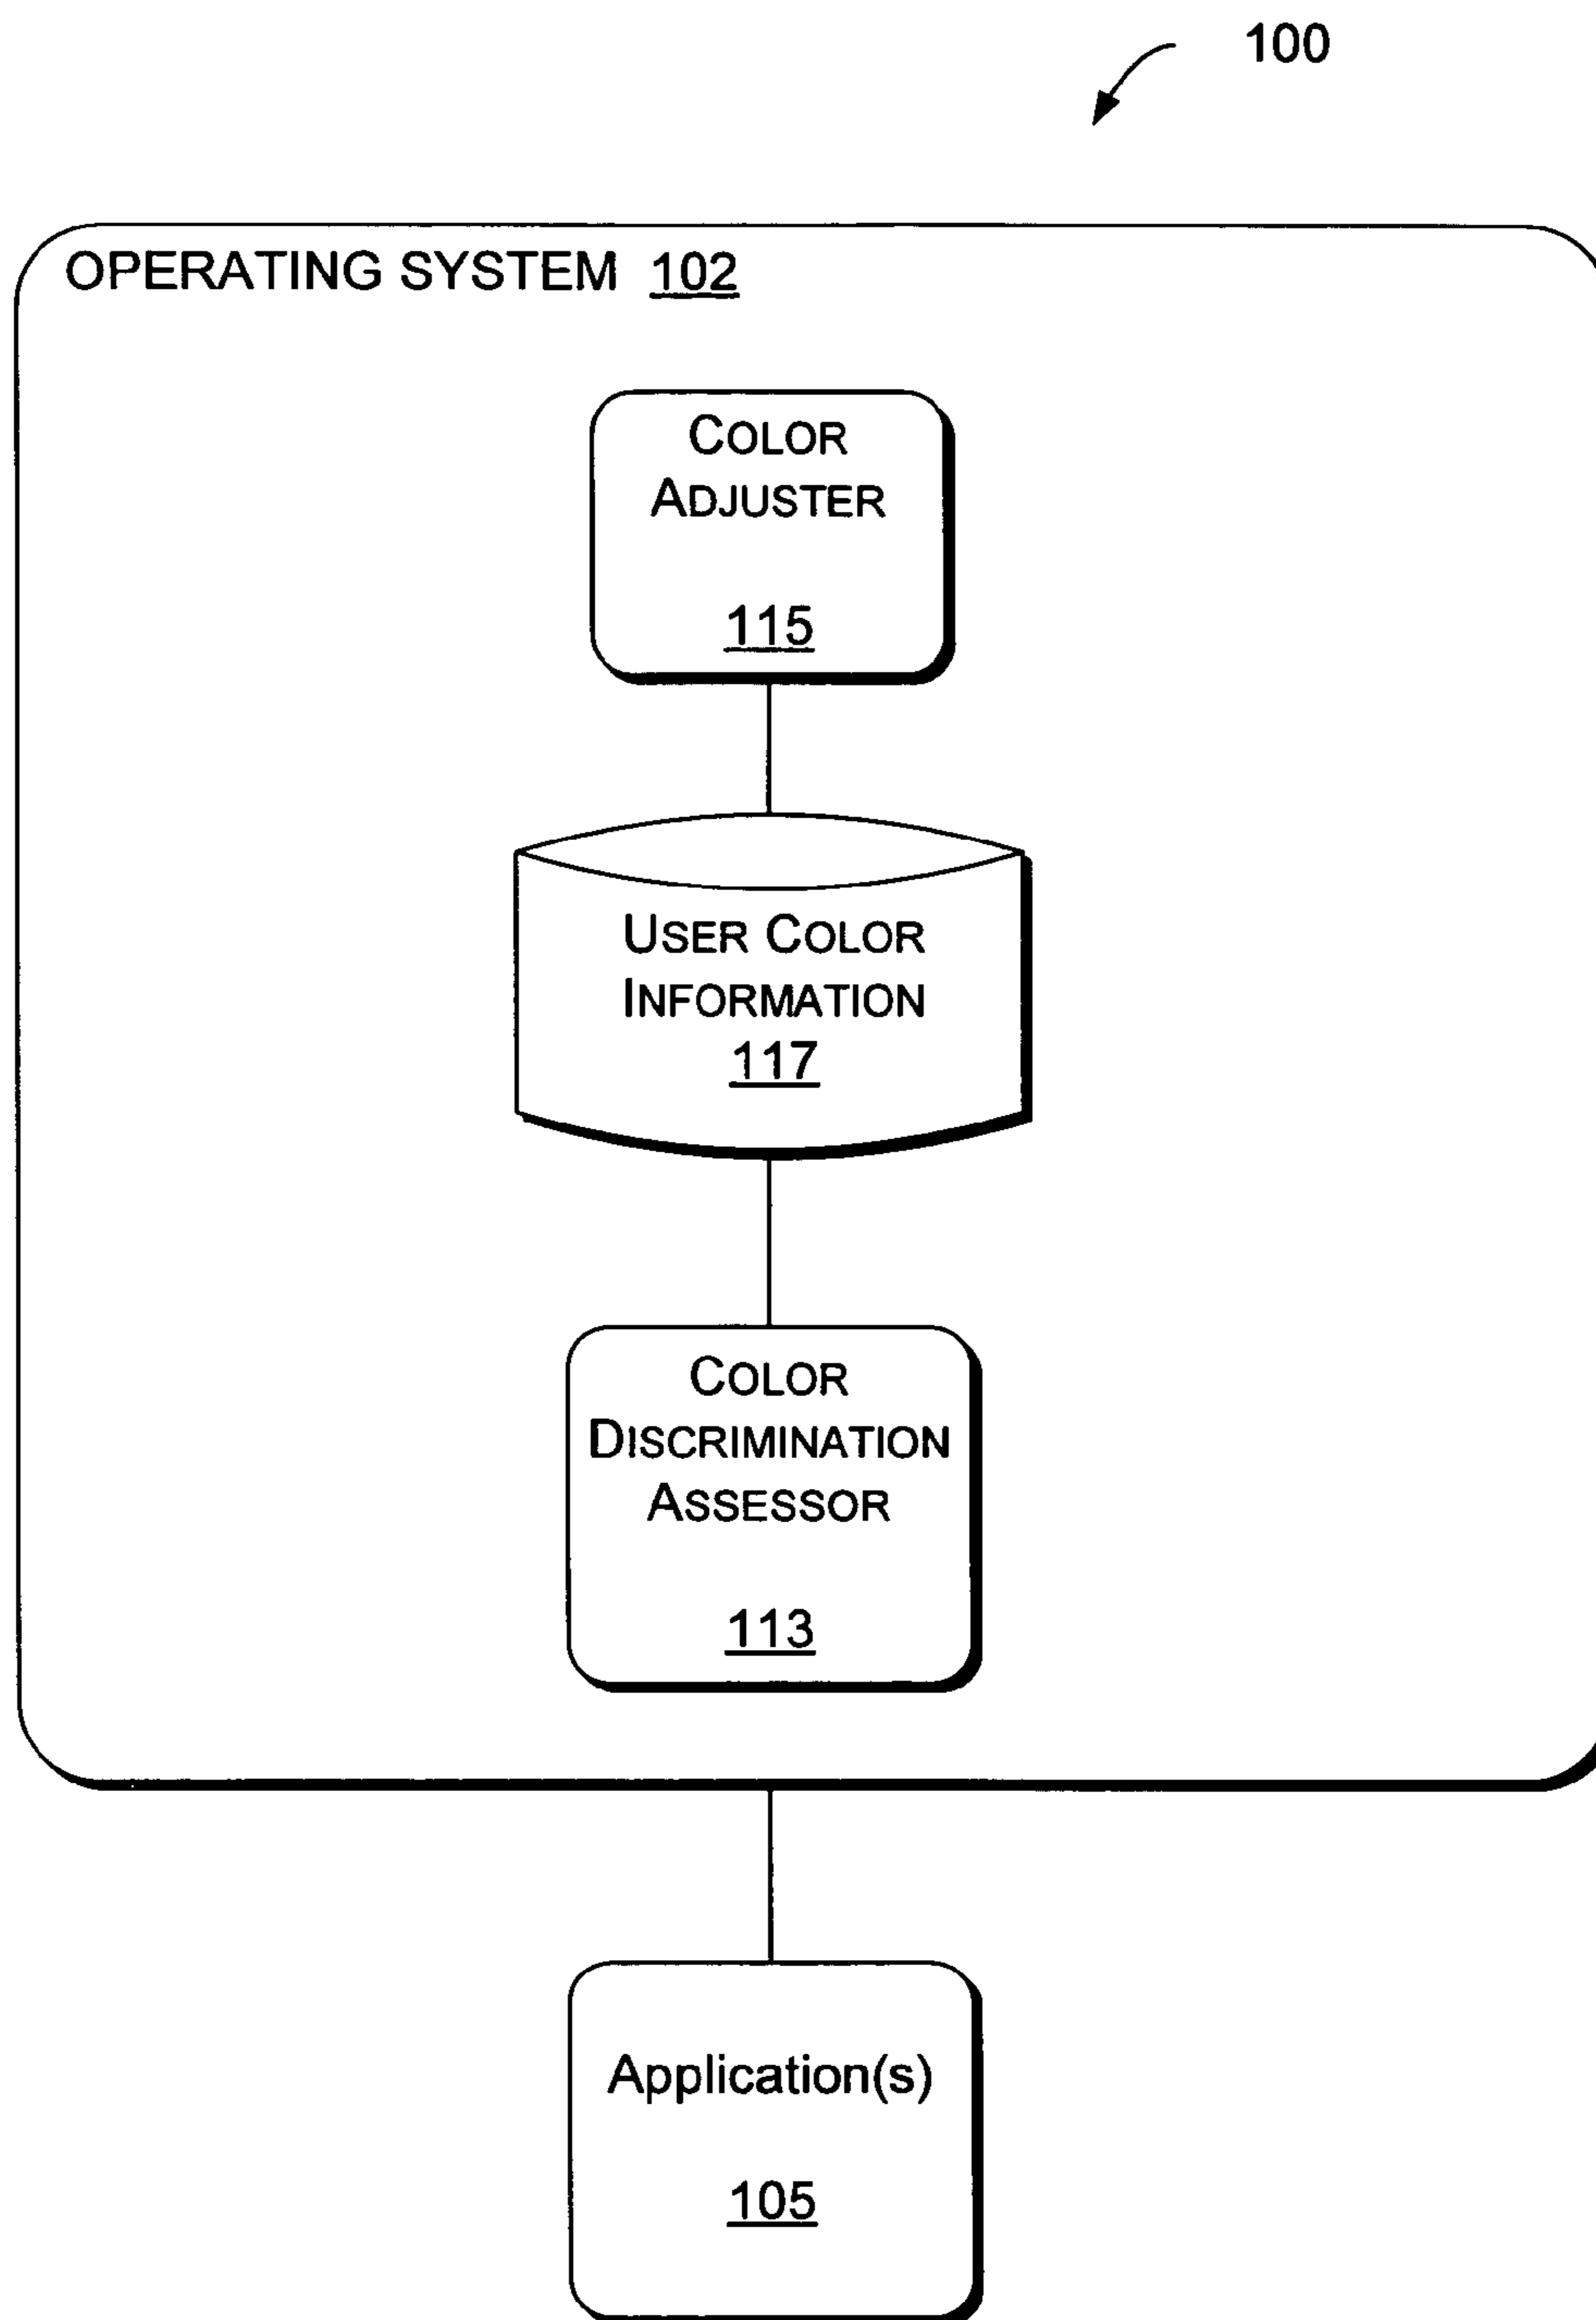 100
OPERATING SYSTEM 102
COLOR
ADJUSTER
115
USER COLOR
INFORMATION
117
COLOR
DISCRIMINATION
ASSESSOR
113
Application(s)
105